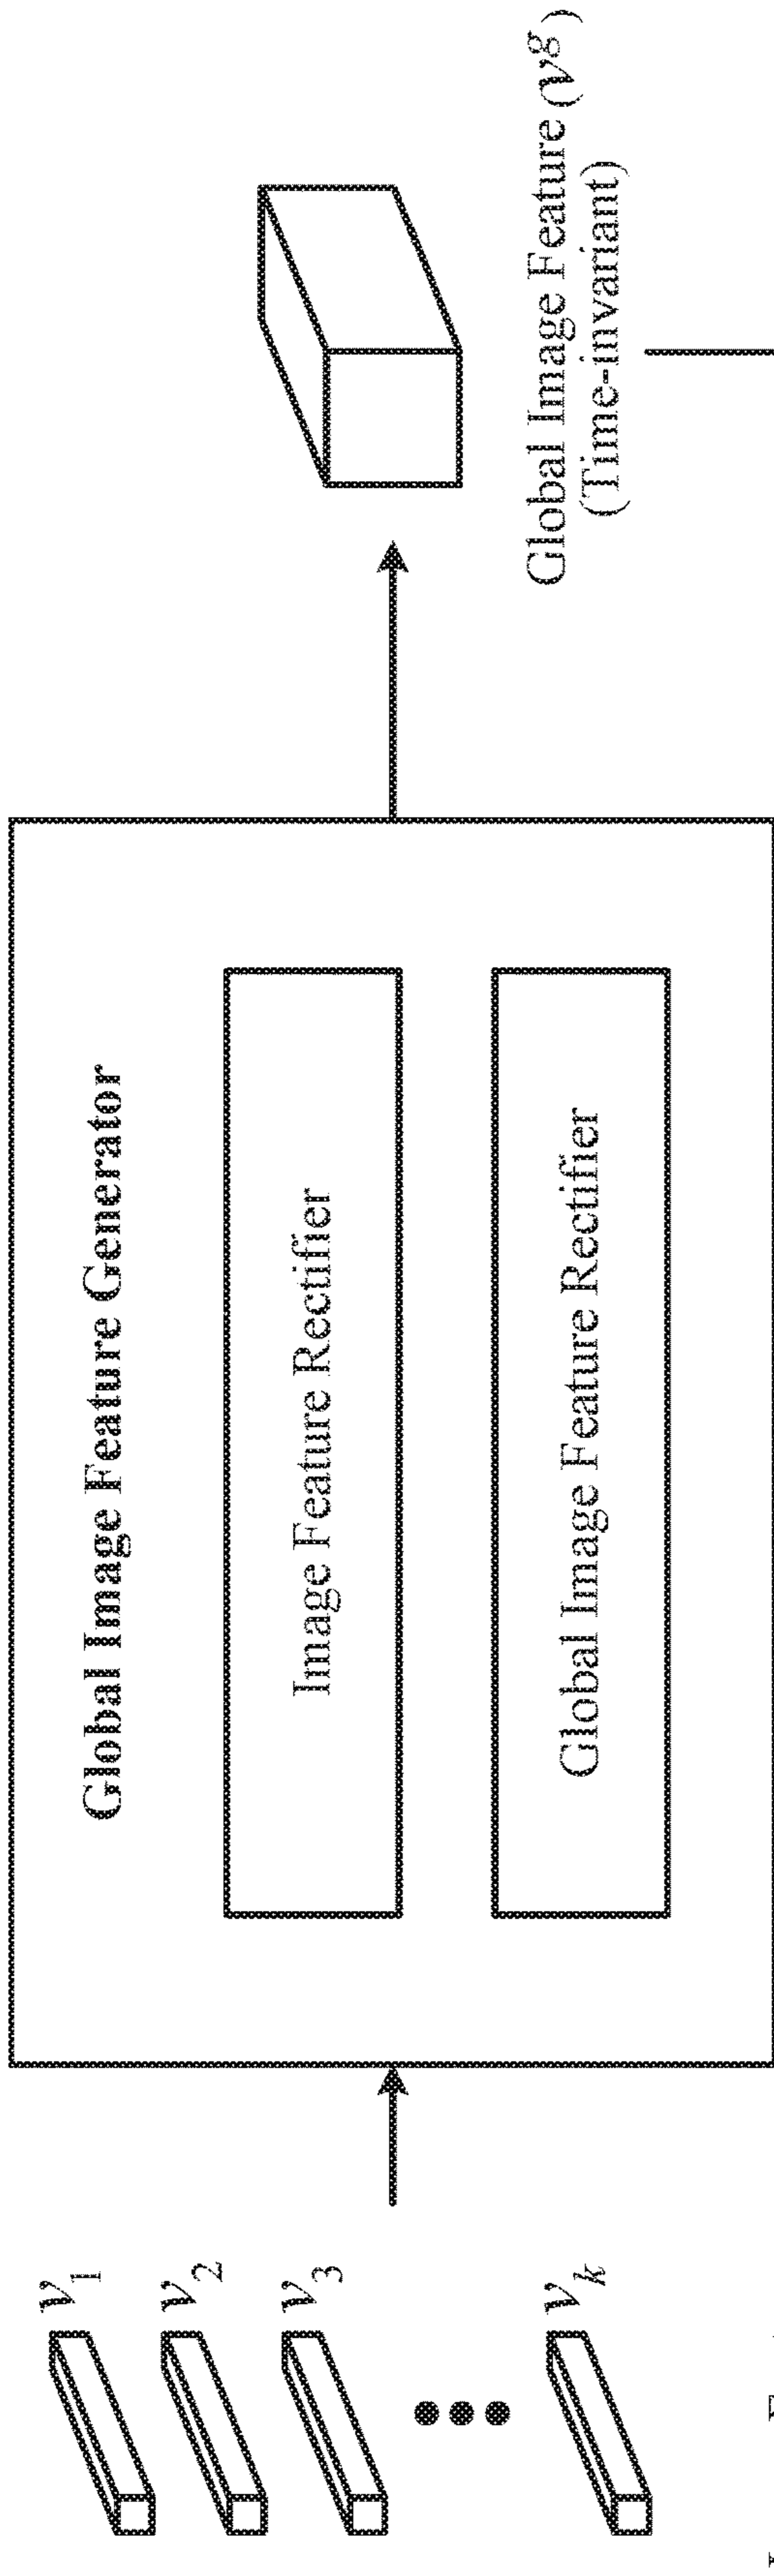 v1
v2
v3
vk
Global Image Feature Generator
Image Feature Rectifier
Global Image Feature Rectifier
Global Image Feature (vg)
(Time-invariant)